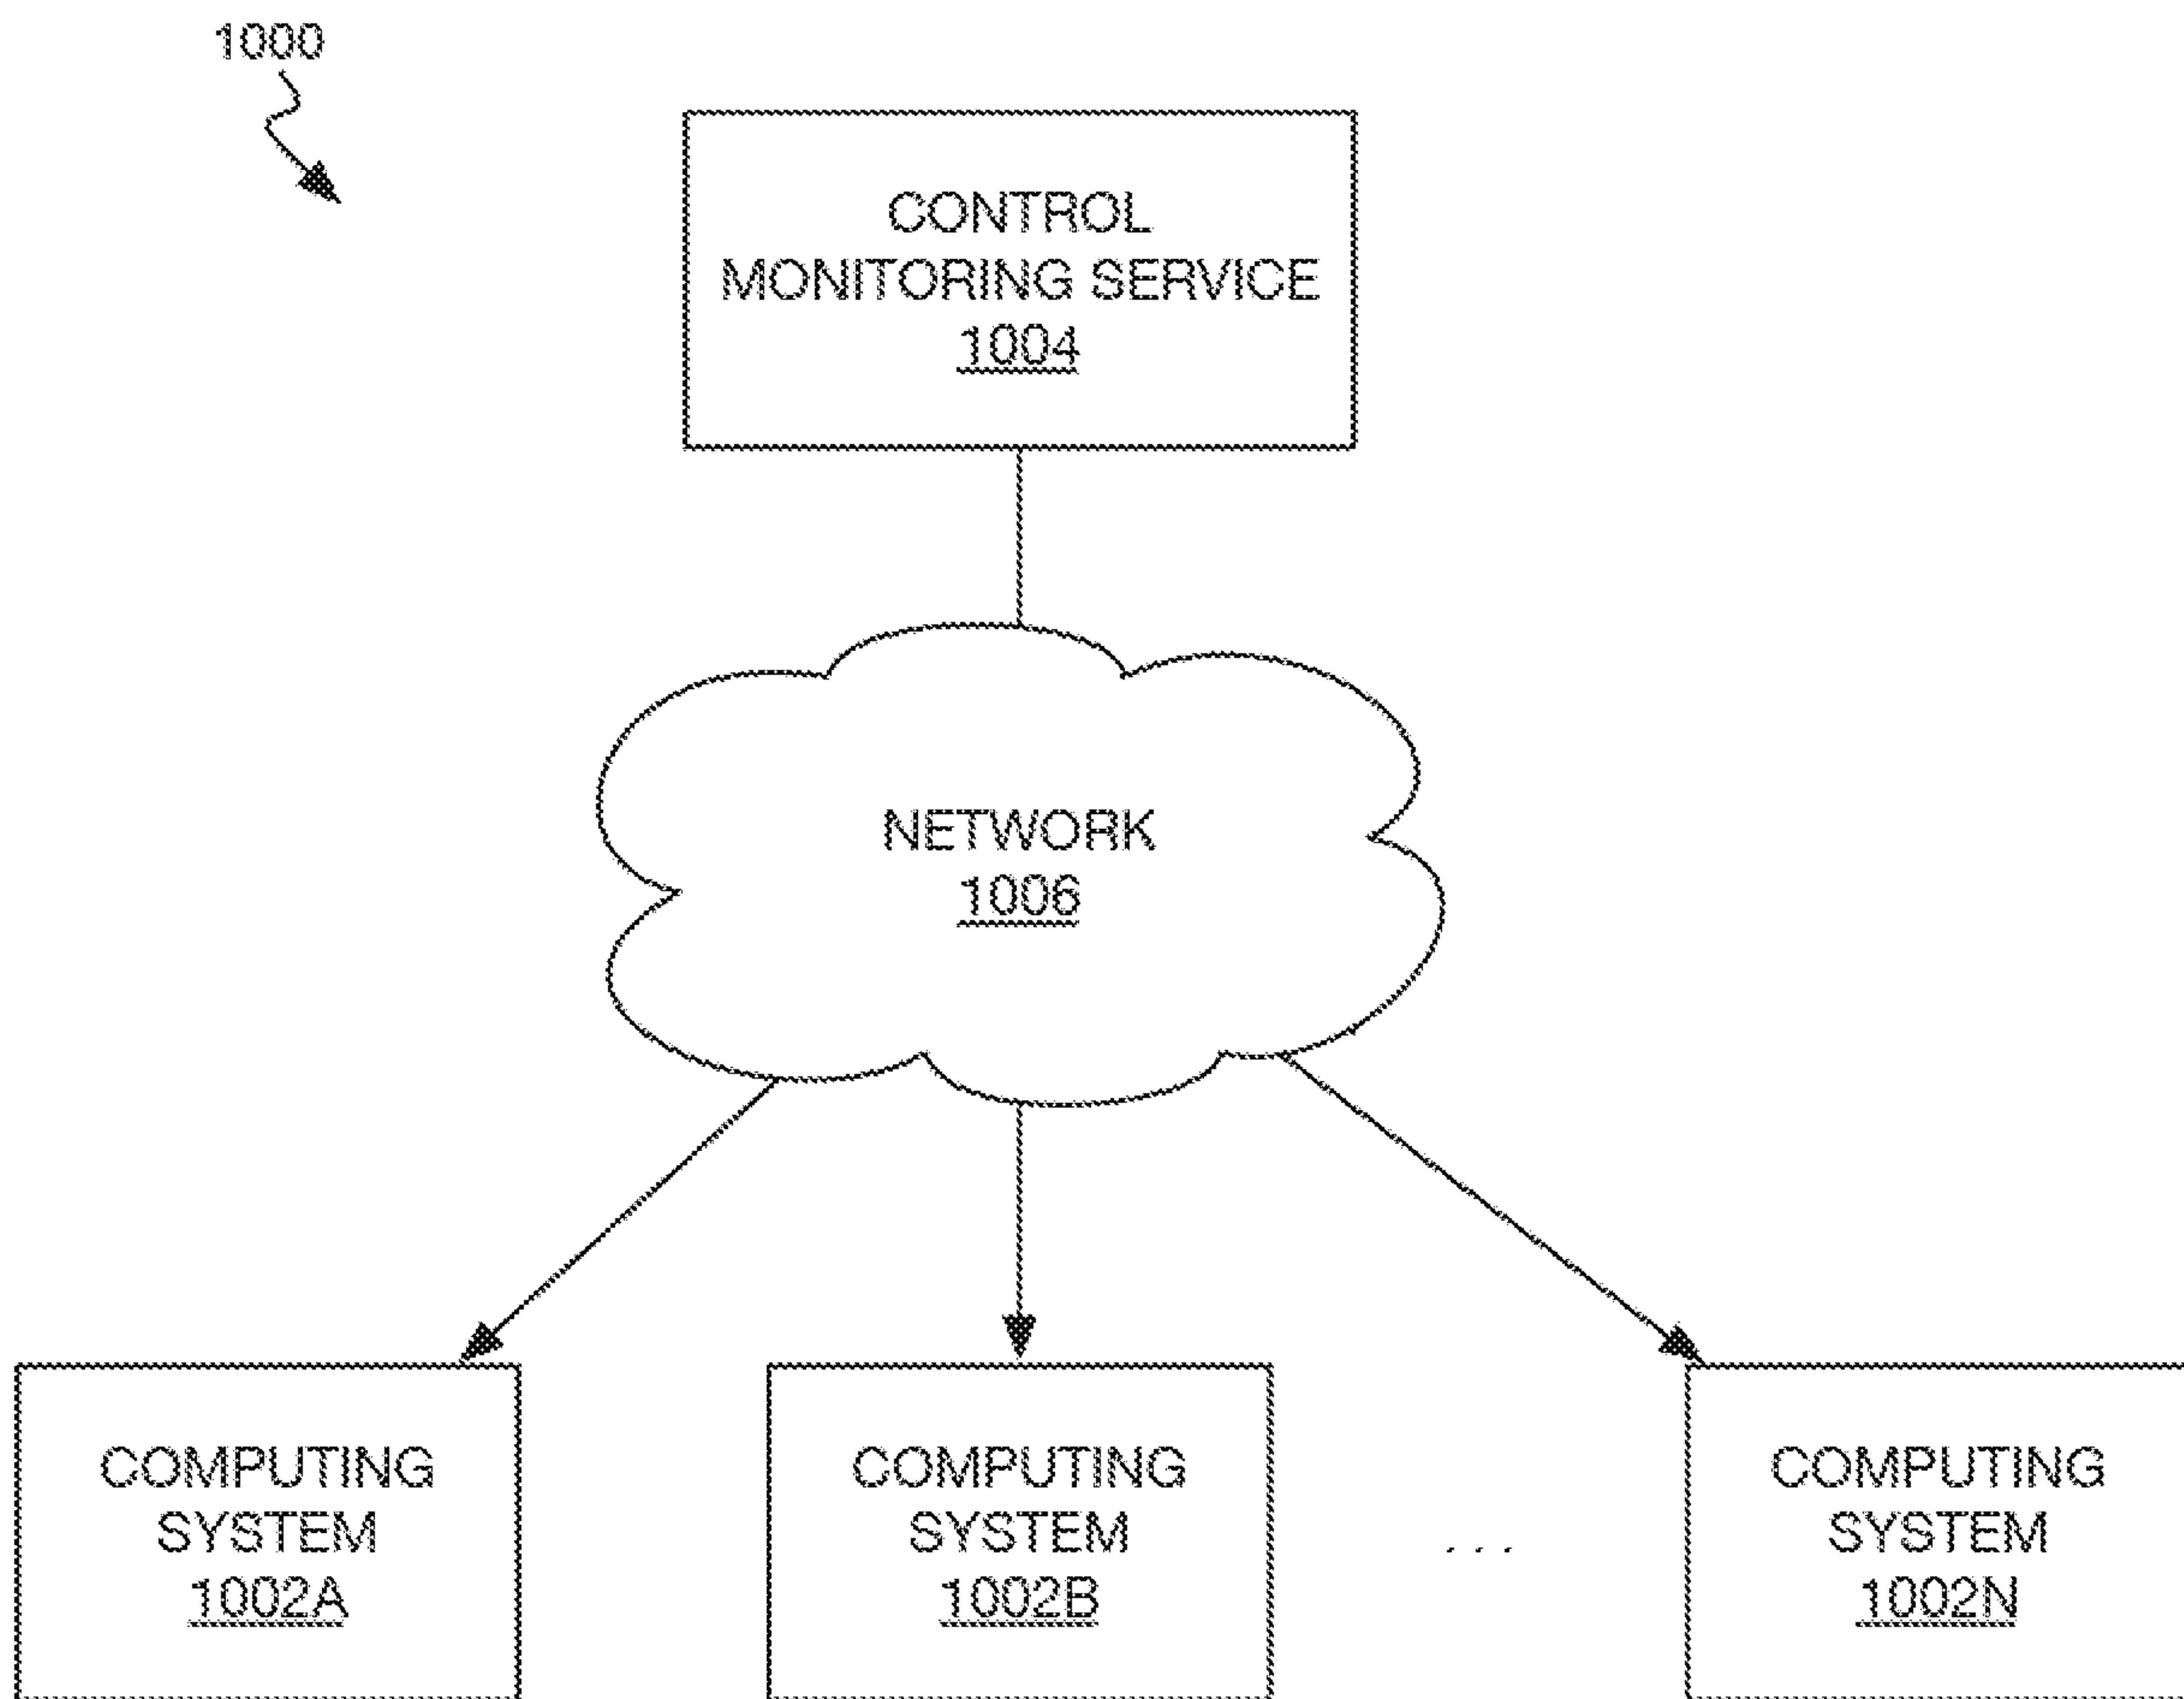 1000
CONTROL
MONITORING SERVICE
1004
NETWORK
1006
COMPUTING
SYSTEM
1002A
COMPUTING
SYSTEM
1002B
. . .
COMPUTING
SYSTEM
1002N